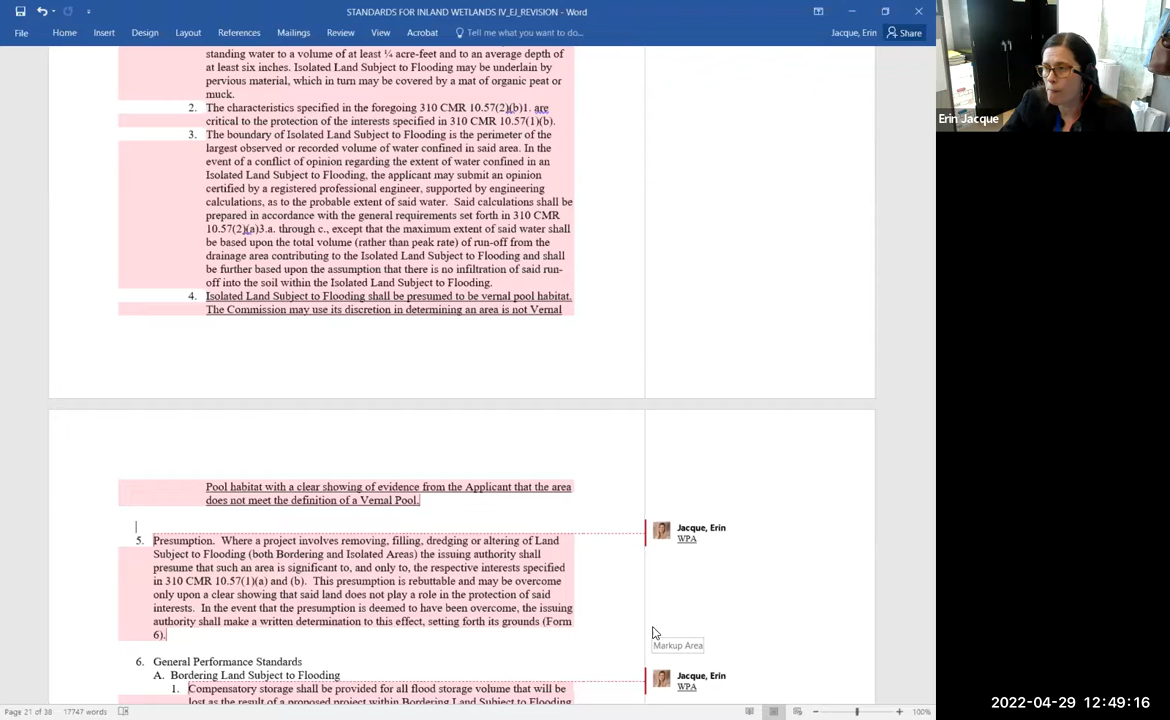 STANDARDS FOR INLAND WETLANDS IV_EJ_REVISION - Word
File Home Insert Design Layout References Mailings Review View Acrobat Tell me what you want to do... Jacque, Erin Share
standing water to a volume of at least ¼ acre-feet and to an average depth of
at least six inches. Isolated Land Subject to Flooding may be underlain by
pervious material, which in turn may be covered by a mat of organic peat or
muck.
2. The characteristics specified in the foregoing 310 CMR 10.57(2)(b)1. are
critical to the protection of the interests specified in 310 CMR 10.57(1)(b).
3. The boundary of Isolated Land Subject to Flooding is the perimeter of the
largest observed or recorded volume of water confined in said area. In the
event of a conflict of opinion regarding the extent of water confined in an
Isolated Land Subject to Flooding, the applicant may submit an opinion
certified by a registered professional engineer, supported by engineering
calculations, as to the probable extent of said water. Said calculations shall be
prepared in accordance with the general requirements set forth in 310 CMR
10.57(2)(a)3.a. through c., except that the maximum extent of said water shall
be based upon the total volume (rather than peak rate) of run-off from the
drainage area contributing to the Isolated Land Subject to Flooding and shall
be further based upon the assumption that there is no infiltration of said run-
off into the soil within the Isolated Land Subject to Flooding.
4. Isolated Land Subject to Flooding shall be presumed to be vernal pool habitat.
The Commission may use its discretion in determining an area is not Vernal
Pool habitat with a clear showing of evidence from the Applicant that the area
does not meet the definition of a Vernal Pool.
Jacque, Erin
WPA
5. Presumption. Where a project involves removing, filling, dredging or altering of Land
Subject to Flooding (both Bordering and Isolated Areas) the issuing authority shall
presume that such an area is significant to, and only to, the respective interests specified
in 310 CMR 10.57(1)(a) and (b). This presumption is rebuttable and may be overcome
only upon a clear showing that said land does not play a role in the protection of said
interests. In the event that the presumption is deemed to have been overcome, the issuing
authority shall make a written determination to this effect, setting forth its grounds (Form
6).
Markup Area
6. General Performance Standards
A. Bordering Land Subject to Flooding
Jacque, Erin
WPA
1. Compensatory storage shall be provided for all flood storage volume that will be
lost as the result of a proposed project within Bordering Land Subject to Flooding
Page 21 of 38 17747 words 100%
Erin Jacque
2022-04-29 12:49:16